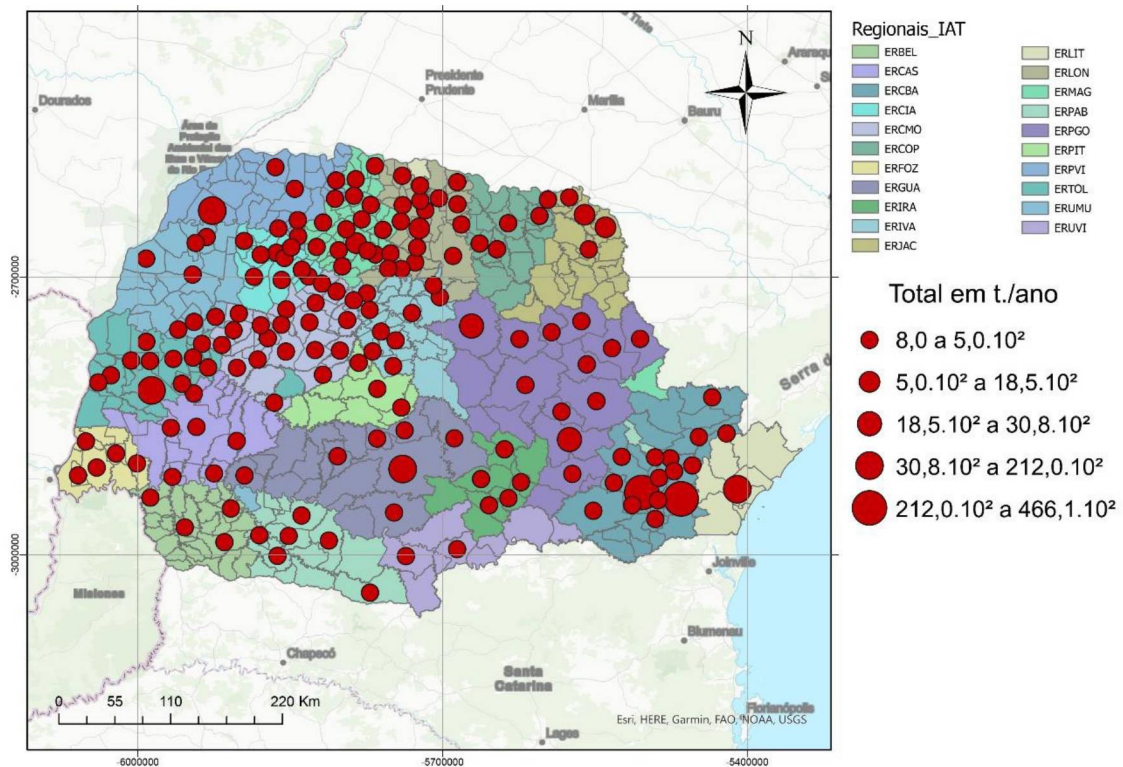 Tiete
Araraqu
Presidente
Prudente
Dourados
Marília
Bauru
N
Área de
Proteção
Ambiental das
Ilhas e Várzeas
do Rio
-2700000
Serra d
-3000000
Misiones
Joinville
Blumenau
Chapecó
Santa
Catarina
Florianópolis
0 55 110 220 Km
Esri, HERE, Garmin, FAO, NOAA, USGS
Lages
-6000000 -5700000 -5400000
Regionais_IAT
ERBEL ERLIT
ERCAS ERLON
ERCBA ERMAG
ERCIA ERPAB
ERCMO ERPGO
ERCOP ERPIT
ERFOZ ERPVI
ERGUA ERTOL
ERIRA ERUMU
ERIVA ERUVI
ERJAC
Total em t./ano
8,0 a 5,0.10²
5,0.10² a 18,5.10²
18,5.10² a 30,8.10²
30,8.10² a 212,0.10²
212,0.10² a 466,1.10²